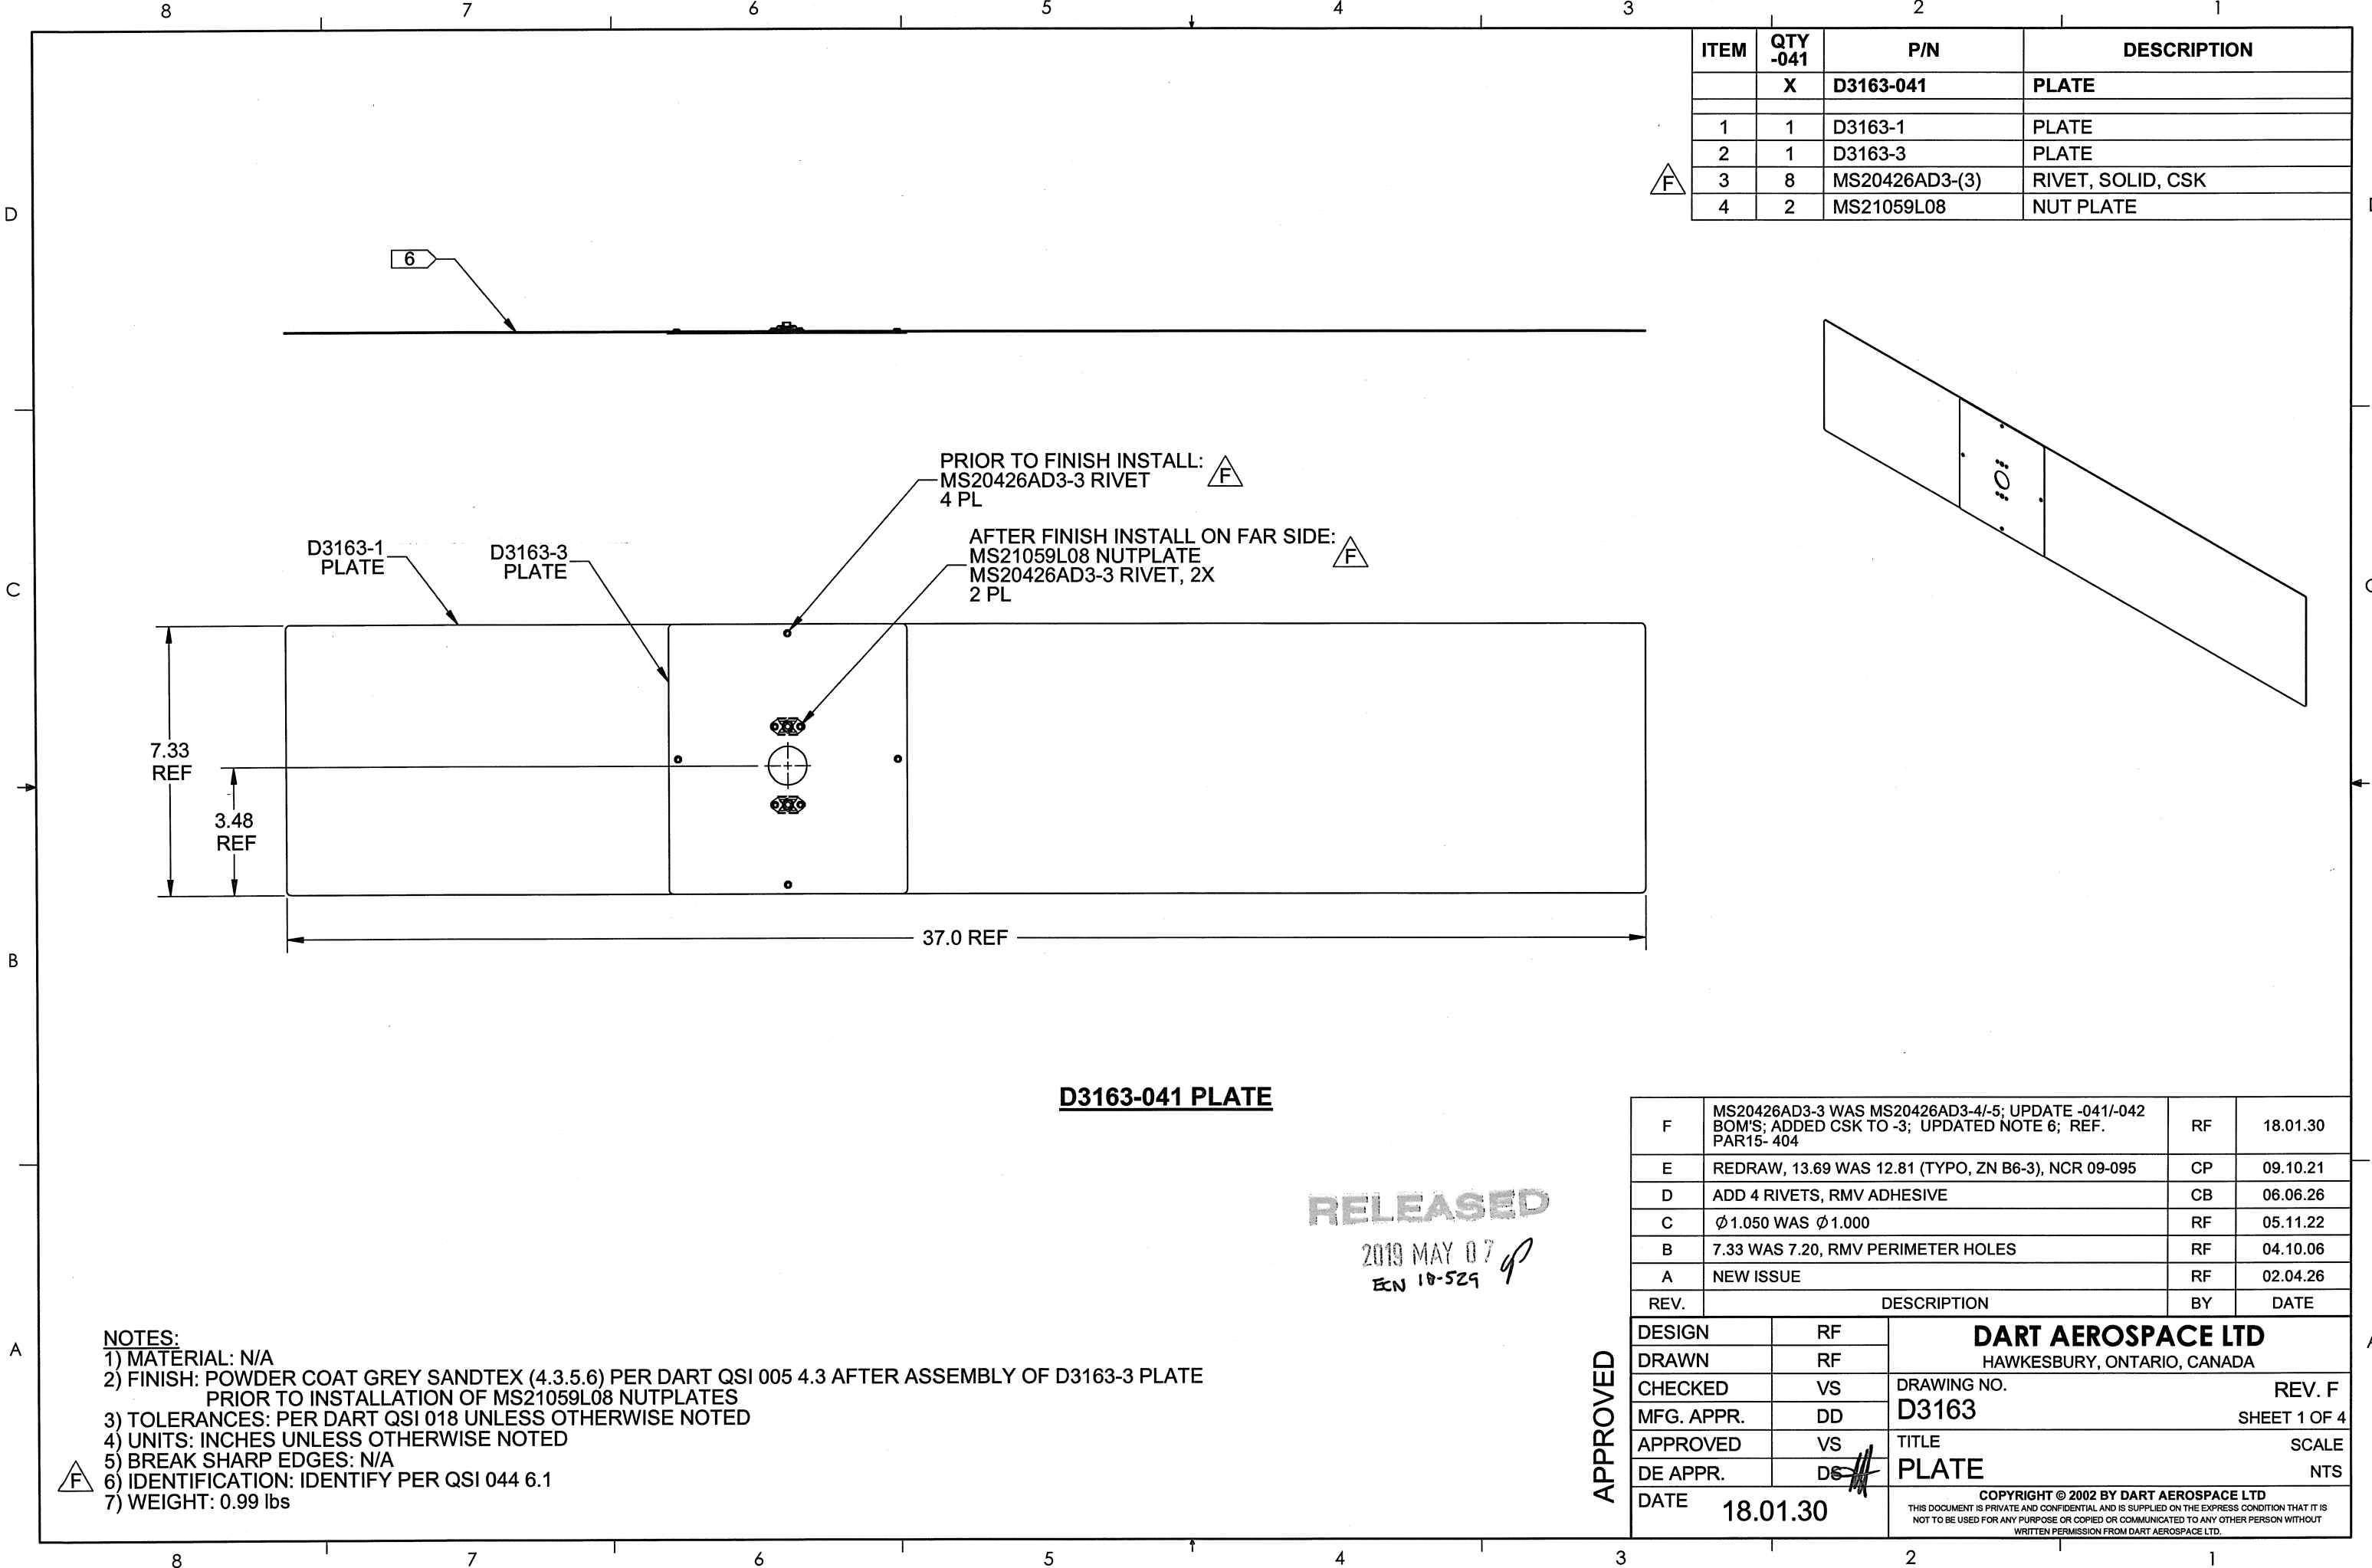 8 7 6 5 4 3 2 1
ITEM QTY -041 P/N DESCRIPTION
X D3163-041 PLATE
1 1 D3163-1 PLATE
2 1 D3163-3 PLATE
F 3 8 MS20426AD3-(3) RIVET, SOLID, CSK
4 2 MS21059L08 NUT PLATE
D
6
PRIOR TO FINISH INSTALL: F
MS20426AD3-3 RIVET
4 PL
AFTER FINISH INSTALL ON FAR SIDE: F
MS21059L08 NUTPLATE
MS20426AD3-3 RIVET, 2X
2 PL
D3163-1
PLATE
D3163-3
PLATE
C
7.33
REF
3.48
REF
37.0 REF
B
D3163-041 PLATE
RELEASED
2019 MAY 07
ECN 18-529
F MS20426AD3-3 WAS MS20426AD3-4/-5; UPDATE -041/-042
BOM'S; ADDED CSK TO -3; UPDATED NOTE 6; REF.
PAR15- 404 RF 18.01.30
E REDRAW, 13.69 WAS 12.81 (TYPO, ZN B6-3), NCR 09-095 CP 09.10.21
D ADD 4 RIVETS, RMV ADHESIVE CB 06.06.26
C Ø1.050 WAS Ø1.000 RF 05.11.22
B 7.33 WAS 7.20, RMV PERIMETER HOLES RF 04.10.06
A NEW ISSUE RF 02.04.26
REV. DESCRIPTION BY DATE
A
NOTES:
1) MATERIAL: N/A
2) FINISH: POWDER COAT GREY SANDTEX (4.3.5.6) PER DART QSI 005 4.3 AFTER ASSEMBLY OF D3163-3 PLATE
PRIOR TO INSTALLATION OF MS21059L08 NUTPLATES
3) TOLERANCES: PER DART QSI 018 UNLESS OTHERWISE NOTED
4) UNITS: INCHES UNLESS OTHERWISE NOTED
5) BREAK SHARP EDGES: N/A
F 6) IDENTIFICATION: IDENTIFY PER QSI 044 6.1
7) WEIGHT: 0.99 lbs
APPROVED
DESIGN RF
DRAWN RF
CHECKED VS
MFG. APPR. DD
APPROVED VS
DE APPR. DS
DATE 18.01.30
DART AEROSPACE LTD
HAWKESBURY, ONTARIO, CANADA
DRAWING NO. REV. F
D3163 SHEET 1 OF 4
TITLE SCALE
PLATE NTS
COPYRIGHT © 2002 BY DART AEROSPACE LTD
THIS DOCUMENT IS PRIVATE AND CONFIDENTIAL AND IS SUPPLIED ON THE EXPRESS CONDITION THAT IT IS
NOT TO BE USED FOR ANY PURPOSE OR COPIED OR COMMUNICATED TO ANY OTHER PERSON WITHOUT
WRITTEN PERMISSION FROM DART AEROSPACE LTD.
8 7 6 5 4 3 2 1